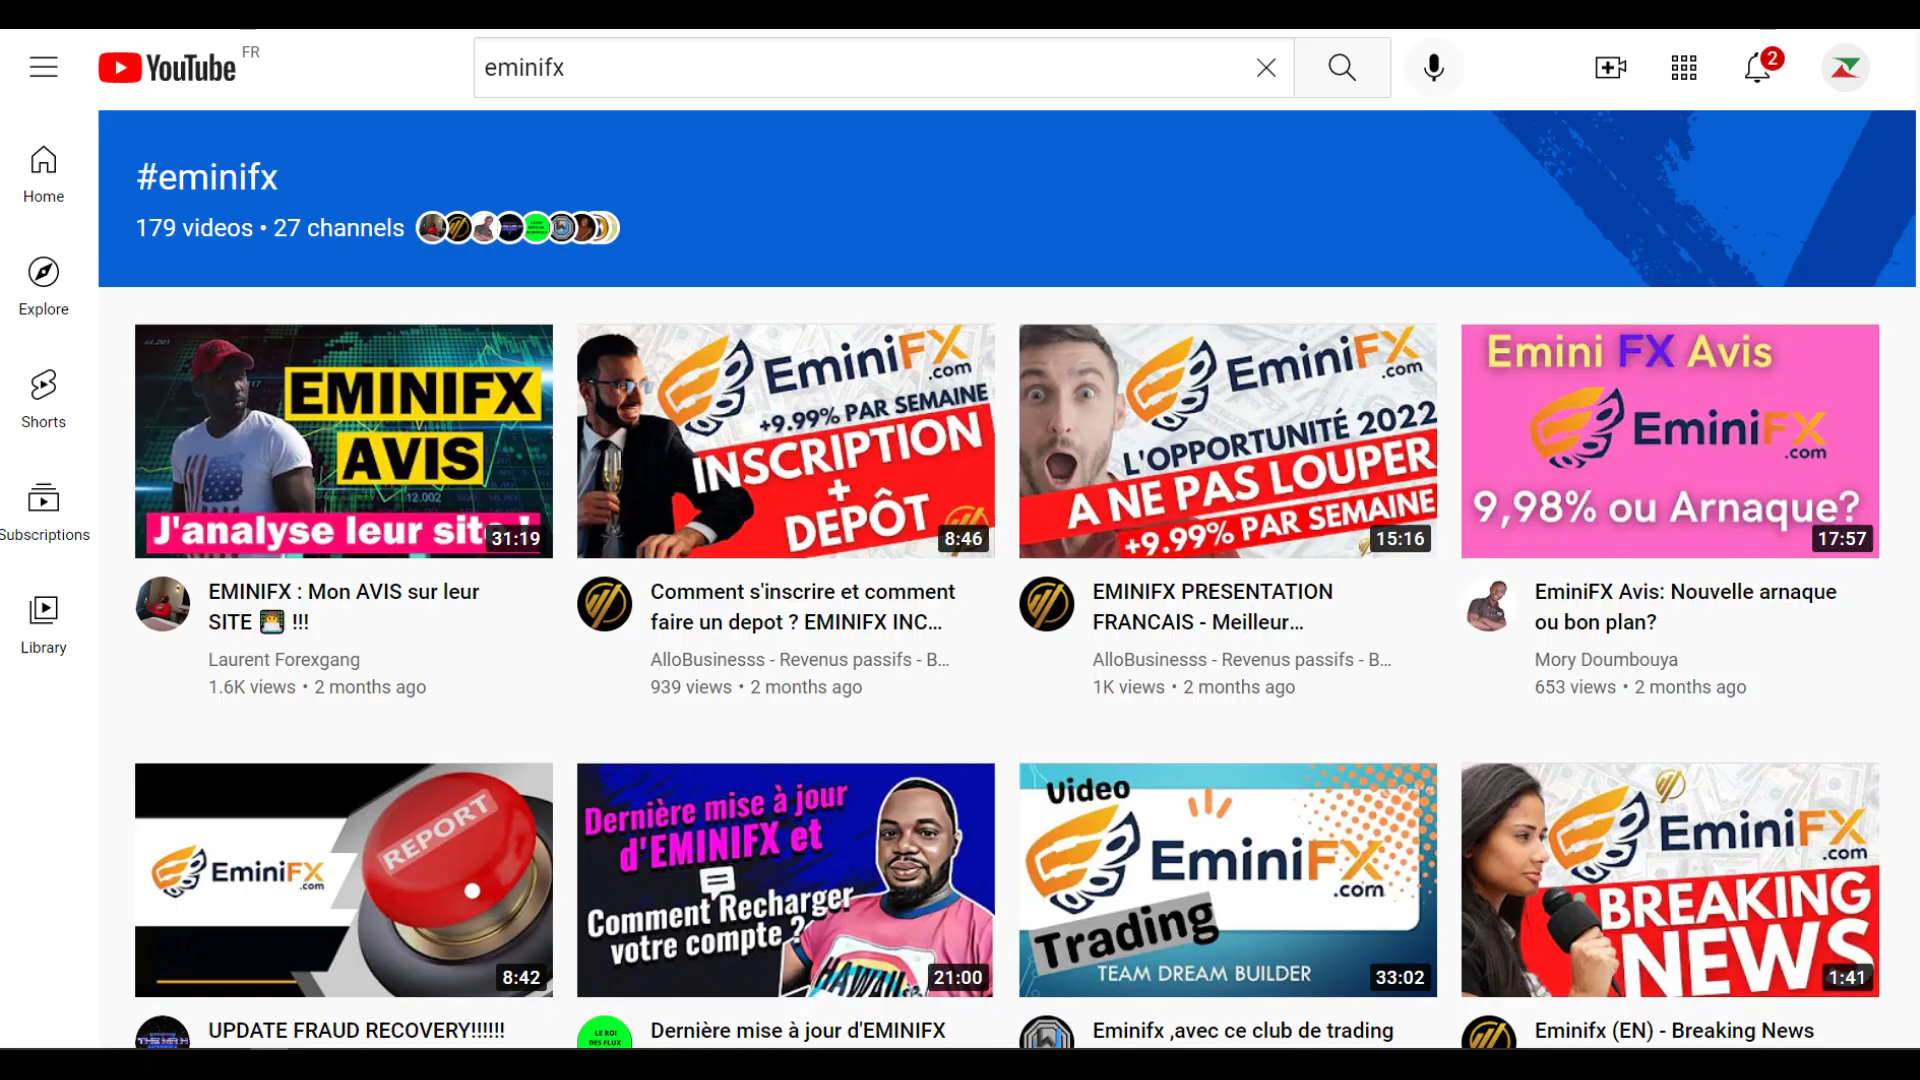 YouTube FR
eminifx
2
#eminifx
179 videos • 27 channels
Home
Explore
Shorts
Subscriptions
Library
EMINIFX
AVIS
12.002
J'analyse leur site !
31:19
EMINIFX : Mon AVIS sur leur
SITE !!!
Laurent Forexgang
1.6K views • 2 months ago
EminiFX
.com
+9.99% PAR SEMAINE
INSCRIPTION
+
DEPÔT
8:46
Comment s'inscrire et comment
faire un depot ? EMINIFX INC...
AlloBusinesss - Revenus passifs - B...
939 views • 2 months ago
EminiFX
.com
L'OPPORTUNITÉ 2022
A NE PAS LOUPER
+9.99% PAR SEMAINE
15:16
EMINIFX PRESENTATION
FRANCAIS - Meilleur...
AlloBusinesss - Revenus passifs - B...
1K views • 2 months ago
Emini FX Avis
EminiFX
.com
9,98% ou Arnaque?
17:57
EminiFX Avis: Nouvelle arnaque
ou bon plan?
Mory Doumbouya
653 views • 2 months ago
EminiFX
.com
REPORT
8:42
UPDATE FRAUD RECOVERY!!!!!!
Dernière mise à jour
d'EMINIFX et
Comment Recharger
votre compte ?
HAWAII
21:00
LE ROI
DES FLUX
Dernière mise à jour d'EMINIFX
Video
EminiFX
.com
Trading
TEAM DREAM BUILDER
33:02
Eminifx ,avec ce club de trading
EminiFX
.com
BREAKING
NEWS
1:41
Eminifx (EN) - Breaking News